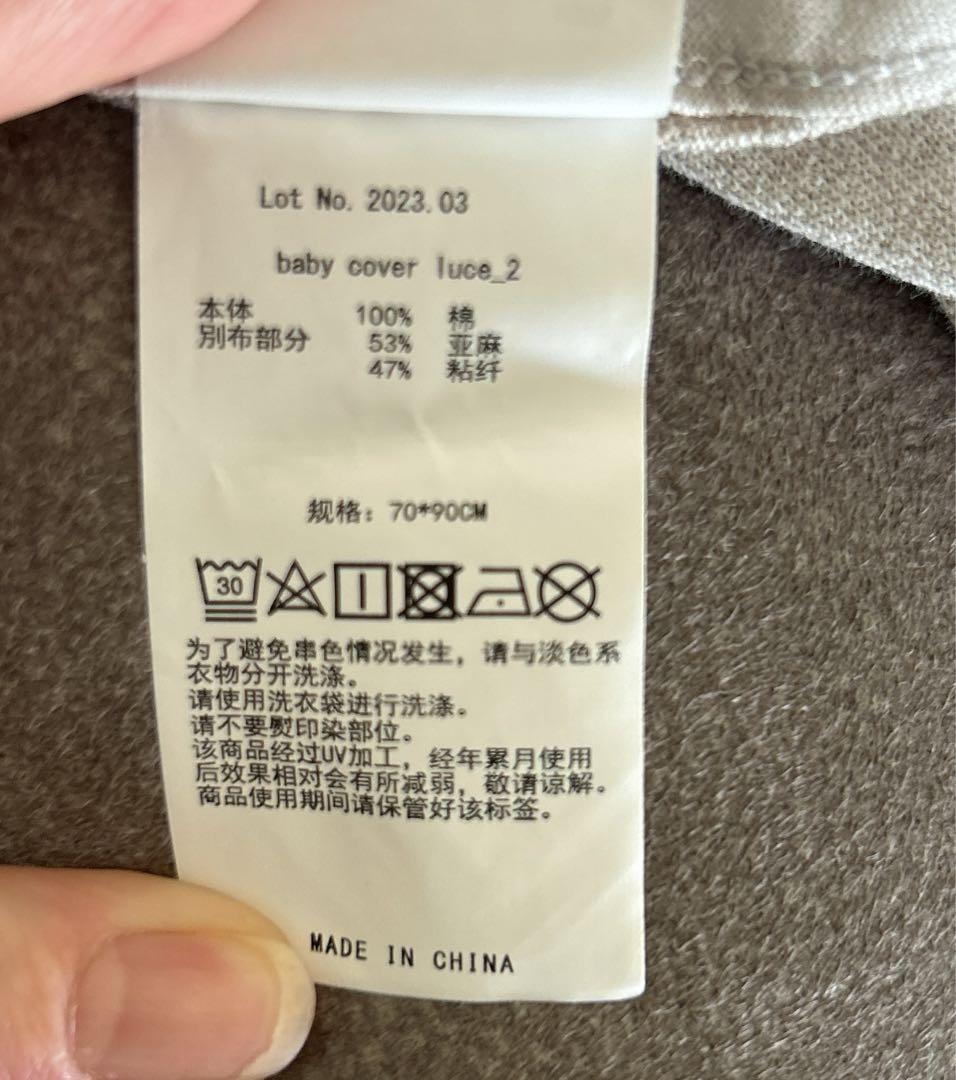 Lot No. 2023.03
baby cover luce_2
本体 100% 棉
別布部分 53% 亚麻
47% 粘纤
规格：70*90CM
30
为了避免串色情况发生，请与淡色系
衣物分开洗涤。
请使用洗衣袋进行洗涤。
请不要熨印染部位。
该商品经过UV加工，经年累月使用
后效果相对会有所减弱，敬请谅解。
商品使用期间请保管好该标签。
MADE IN CHINA